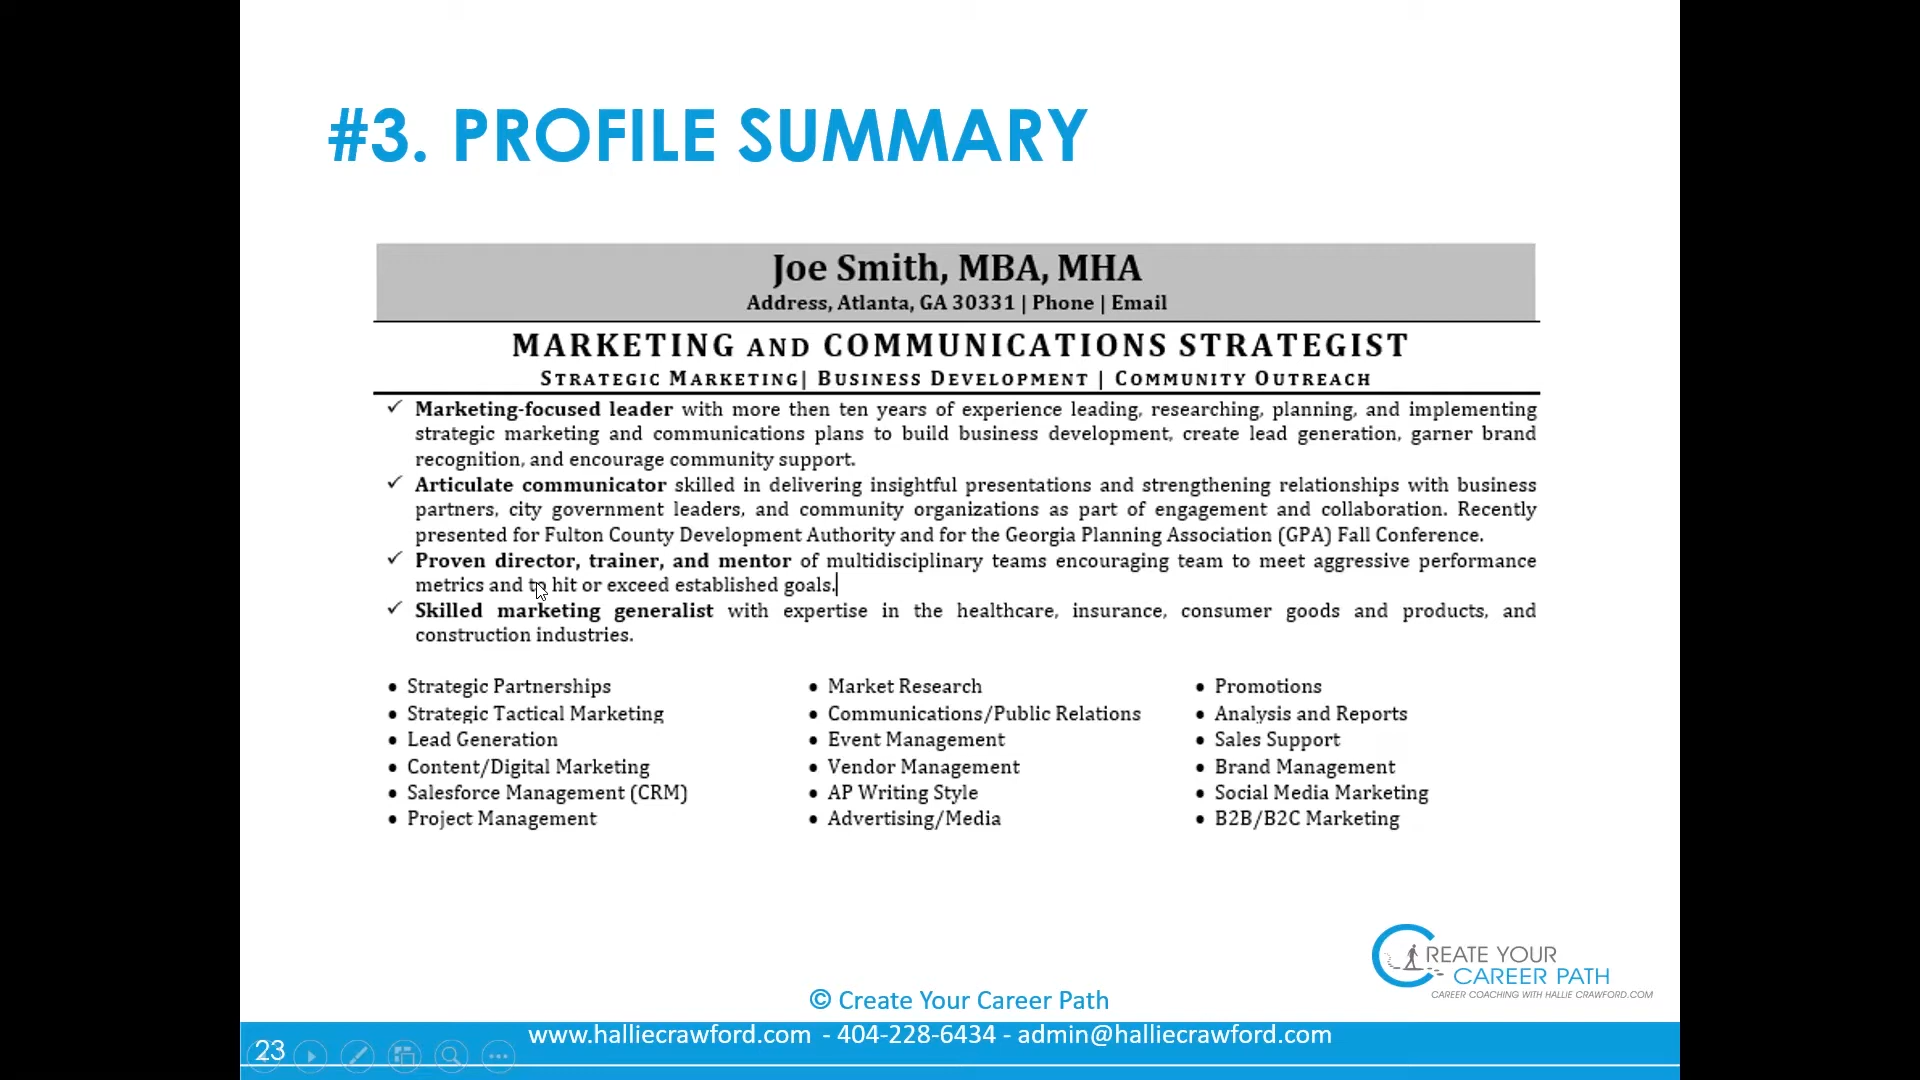 #3. PROFILE SUMMARY
Joe Smith, MBA, MHA
Address, Atlanta, GA 30331 | Phone | Email
MARKETING AND COMMUNICATIONS STRATEGIST
STRATEGIC MARKETING| BUSINESS DEVELOPMENT | COMMUNITY OUTREACH
✓ Marketing-focused leader with more then ten years of experience leading, researching, planning, and implementing
strategic marketing and communications plans to build business development, create lead generation, garner brand
recognition, and encourage community support.
✓ Articulate communicator skilled in delivering insightful presentations and strengthening relationships with business
partners, city government leaders, and community organizations as part of engagement and collaboration. Recently
presented for Fulton County Development Authority and for the Georgia Planning Association (GPA) Fall Conference.
✓ Proven director, trainer, and mentor of multidisciplinary teams encouraging team to meet aggressive performance
metrics and to hit or exceed established goals.
✓ Skilled marketing generalist with expertise in the healthcare, insurance, consumer goods and products, and
construction industries.
• Strategic Partnerships
• Strategic Tactical Marketing
• Lead Generation
• Content/Digital Marketing
• Salesforce Management (CRM)
• Project Management
• Market Research
• Communications/Public Relations
• Event Management
• Vendor Management
• AP Writing Style
• Advertising/Media
• Promotions
• Analysis and Reports
• Sales Support
• Brand Management
• Social Media Marketing
• B2B/B2C Marketing
CREATE YOUR
CAREER PATH
CAREER COACHING WITH HALLIE CRAWFORD.COM
© Create Your Career Path
www.halliecrawford.com - 404-228-6434 - admin@halliecrawford.com
23